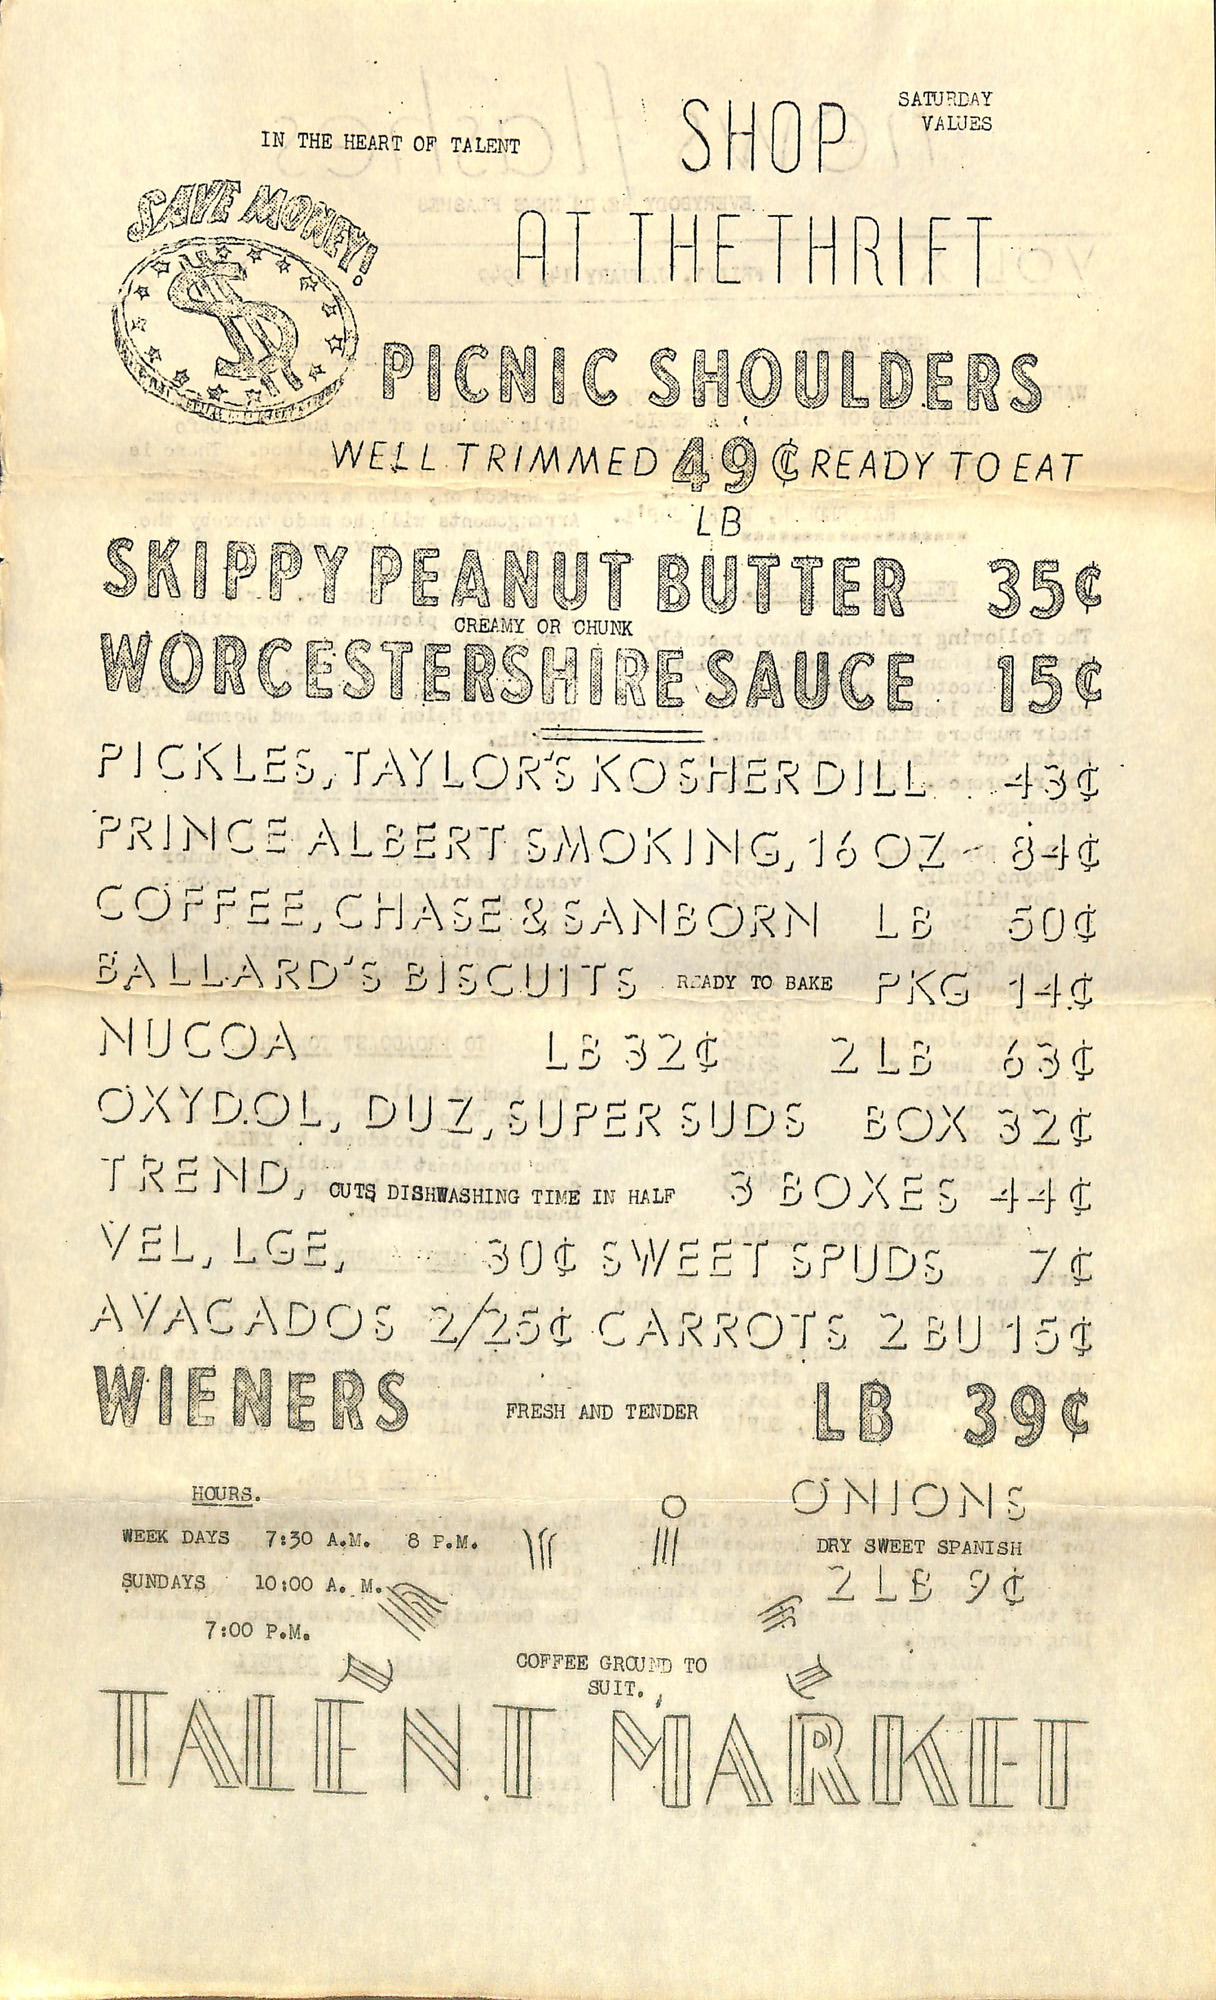 SATURDAY
VALUES
IN THE HEART OF TALENT
SHOP
AT THE THRIFT
SAVE MONEY!
PICNIC SHOULDERS
WELL TRIMMED 49¢ READY TO EAT
LB
SKIPPY PEANUT BUTTER 35¢
CREAMY OR CHUNK
WORCESTERSHIRE SAUCE 15¢
PICKLES, TAYLOR'S KOSHER DILL 43¢
PRINCE ALBERT SMOKING, 16 OZ - 84¢
COFFEE, CHASE & SANBORN LB 50¢
BALLARD'S BISCUITS READY TO BAKE PKG 14¢
NUCOA LB 32¢ 2 LB 63¢
OXYDOL, DUZ, SUPER SUDS BOX 32¢
TREND, CUTS DISHWASHING TIME IN HALF 3 BOXES 44¢
VEL, LGE, 30¢ SWEET SPUDS 7¢
AVACADOS 2/25¢ CARROTS 2 BU 15¢
WIENERS FRESH AND TENDER LB 39¢
HOURS.
WEEK DAYS 7:30 A.M. 8 P.M.
SUNDAYS 10:00 A. M.
7:00 P.M.
ONIONS
DRY SWEET SPANISH
2 LB 9¢
COFFEE GROUND TO
SUIT.
TALENT MARKET